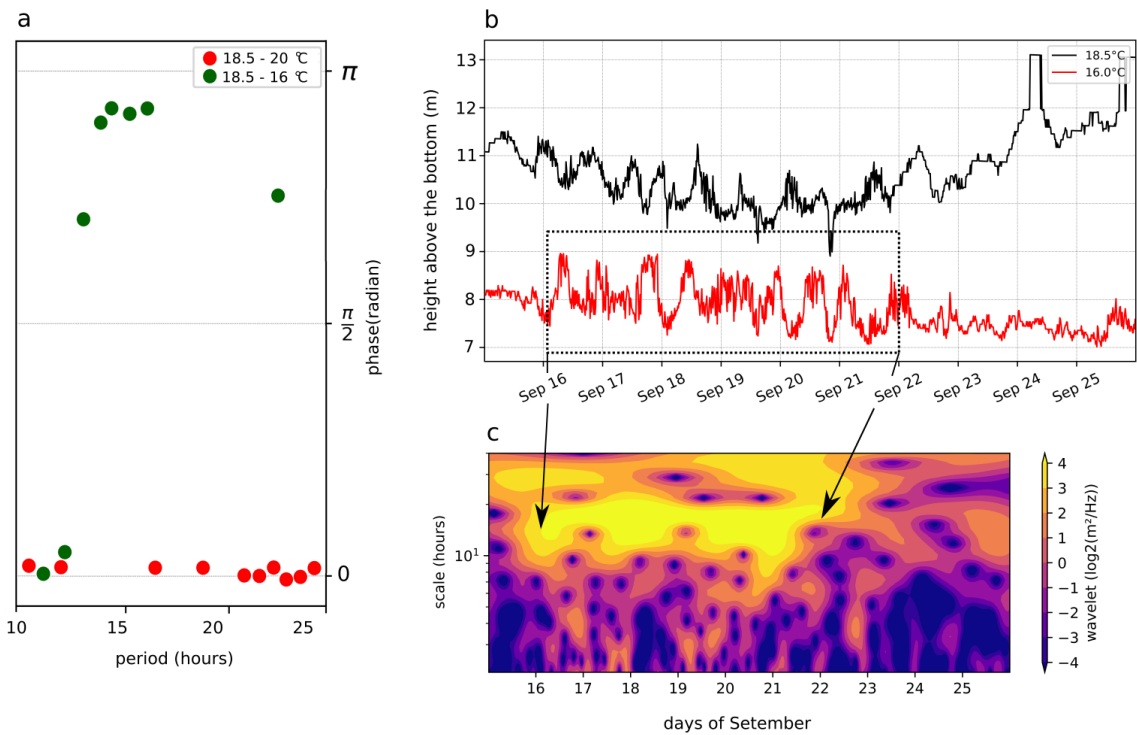 a
18.5 - 20 ℃
18.5 - 16 ℃
π
π
2
0
phase(radian)
10
15
20
25
period (hours)
b
18.5°C
16.0°C
13
12
11
10
9
8
7
height above the bottom (m)
Sep 16
Sep 17
Sep 18
Sep 19
Sep 20
Sep 21
Sep 22
Sep 23
Sep 24
Sep 25
c
10¹
scale (hours)
16
17
18
19
20
21
22
23
24
25
days of Setember
4
3
2
1
0
−1
−2
−3
−4
wavelet (log2(m²/Hz))